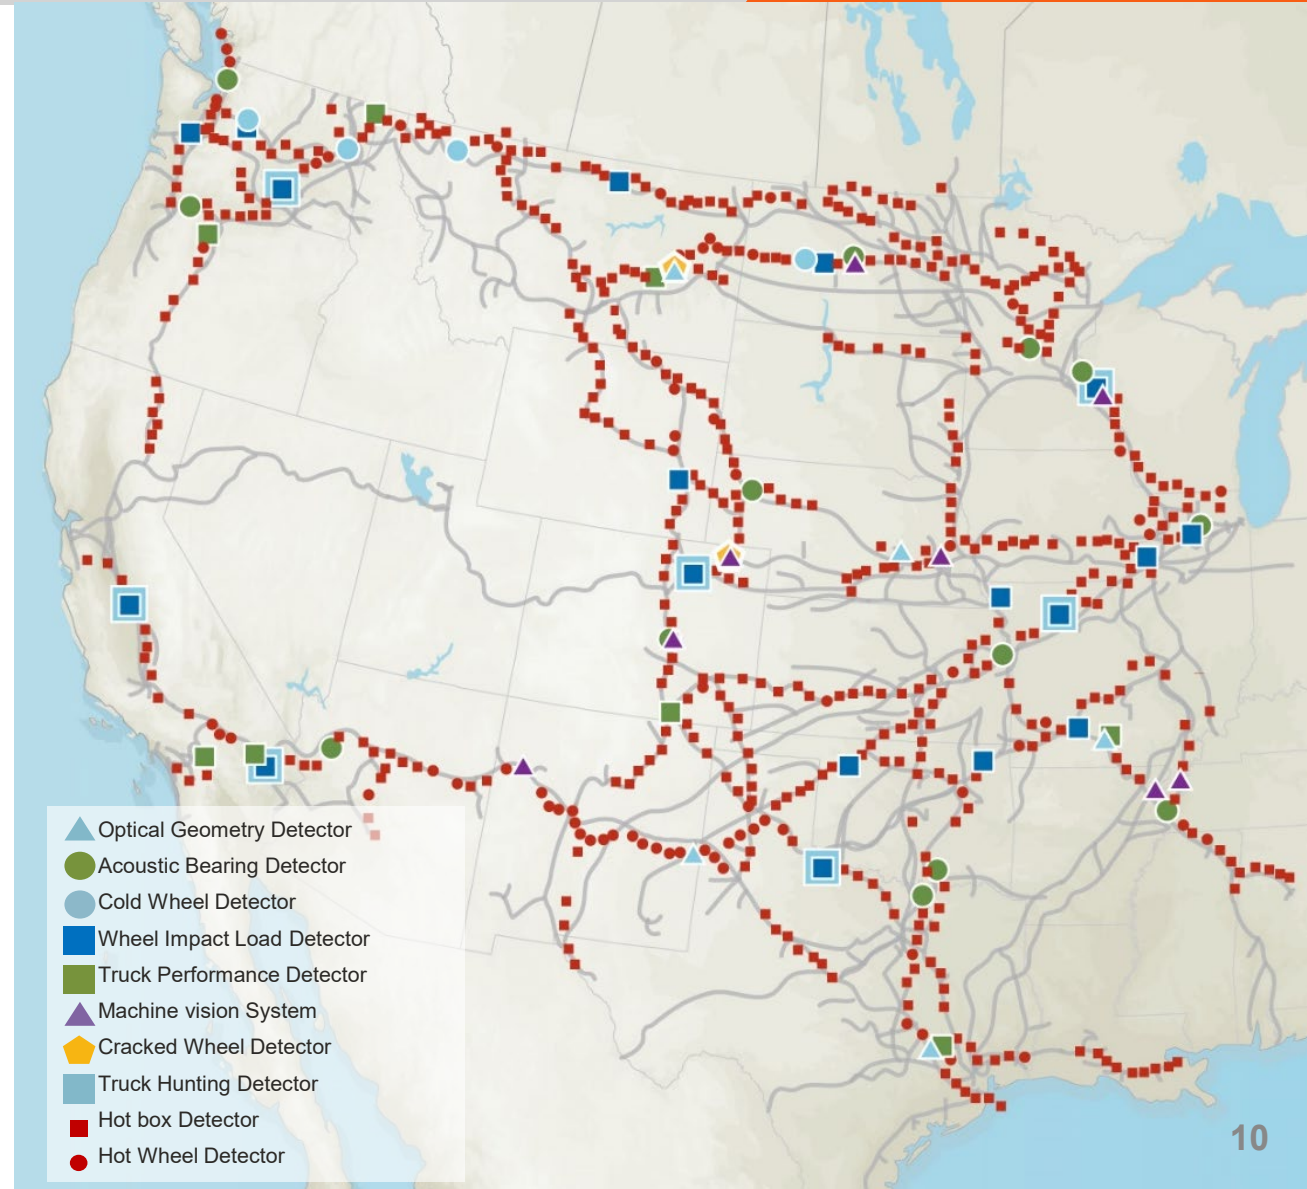 Optical Geometry Detector
Acoustic Bearing Detector
Cold Wheel Detector
Wheel Impact Load Detector
Truck Performance Detector
Machine vision System
Cracked Wheel Detector
Truck Hunting Detector
Hot box Detector
Hot Wheel Detector
10